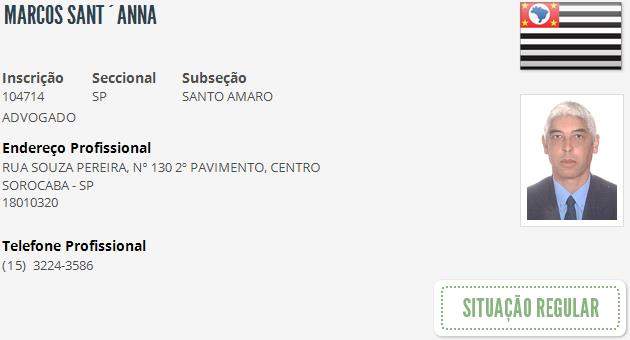 MARCOS SANT´ANNA
Inscrição Seccional Subseção
104714 SP SANTO AMARO
ADVOGADO
Endereço Profissional
RUA SOUZA PEREIRA, Nº 130 2º PAVIMENTO, CENTRO
SOROCABA - SP
18010320
Telefone Profissional
(15) 3224-3586
SITUAÇÃO REGULAR